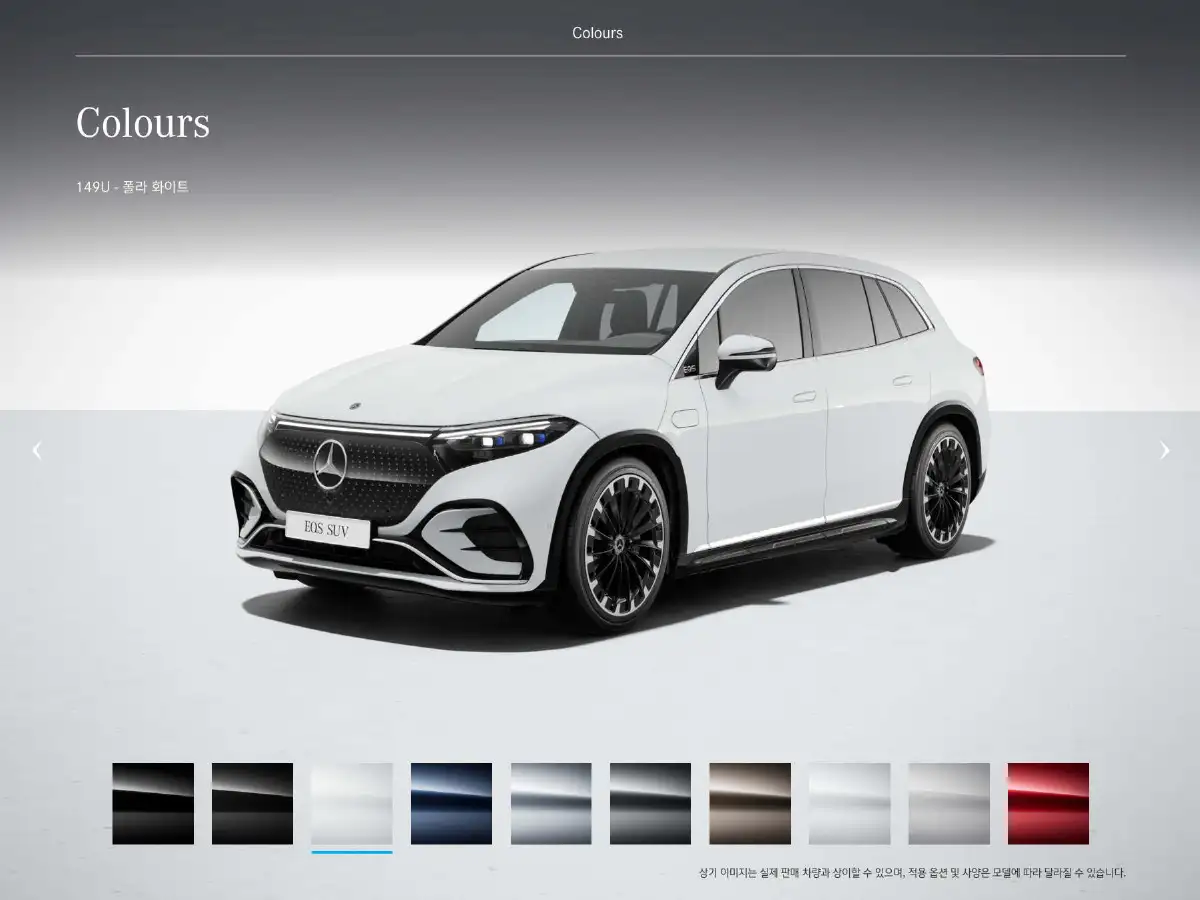 Colours
Colours
149U - 폴라 화이트
EQS
EQS SUV
상기 이미지는 실제 판매 차량과 상이할 수 있으며, 적용 옵션 및 사양은 모델에 따라 달라질 수 있습니다.